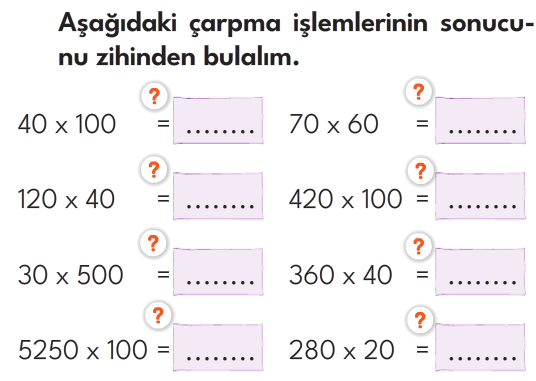 Aşağıdaki çarpma işlemlerinin sonucu-
nu zihinden bulalım.
40 x 100 = ? ........ 70 x 60 = ? ........
120 x 40 = ? ........ 420 x 100 = ? ........
30 x 500 = ? ........ 360 x 40 = ? ........
5250 x 100 = ? ........ 280 x 20 = ? ........